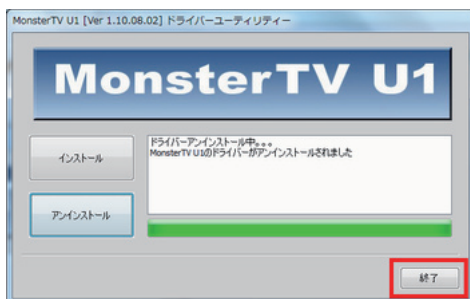 MonsterTV U1 [Ver 1.10.08.02] ドライバーユーティリティー
MonsterTV U1
インストール
ドライバーアンインストール中。。。
MonsterTV U1のドライバーがアンインストールされました
アンインストール
終了